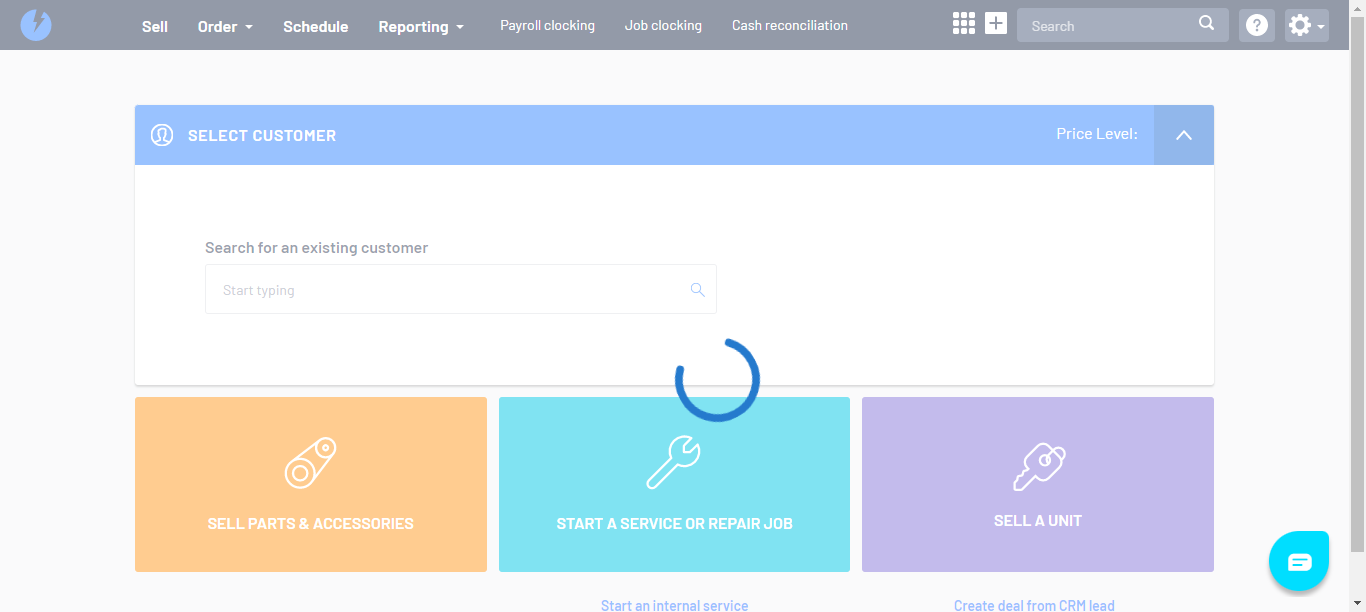 Sell Order Schedule Reporting Payroll clocking Job clocking Cash reconciliation Search
SELECT CUSTOMER Price Level:
Search for an existing customer
Start typing
SELL PARTS & ACCESSORIES START A SERVICE OR REPAIR JOB SELL A UNIT
Start an internal service Create deal from CRM lead